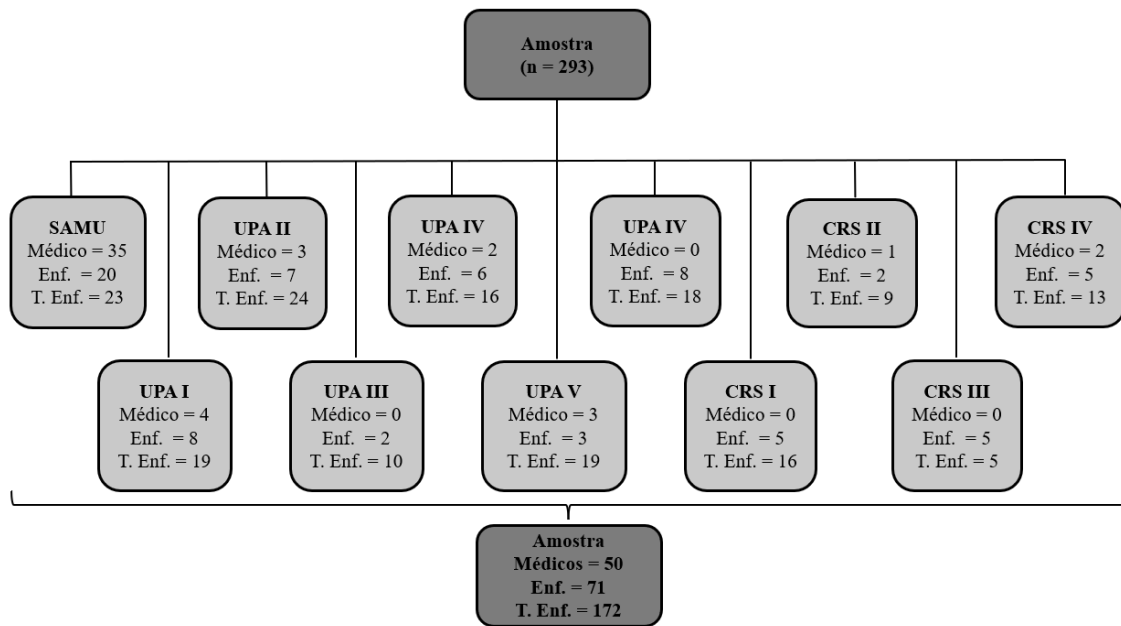 Amostra
(n = 293)
SAMU
Médico = 35
Enf. = 20
T. Enf. = 23
UPA II
Médico = 3
Enf. = 7
T. Enf. = 24
UPA IV
Médico = 2
Enf. = 6
T. Enf. = 16
UPA IV
Médico = 0
Enf. = 8
T. Enf. = 18
CRS II
Médico = 1
Enf. = 2
T. Enf. = 9
CRS IV
Médico = 2
Enf. = 5
T. Enf. = 13
UPA I
Médico = 4
Enf. = 8
T. Enf. = 19
UPA III
Médico = 0
Enf. = 2
T. Enf. = 10
UPA V
Médico = 3
Enf. = 3
T. Enf. = 19
CRS I
Médico = 0
Enf. = 5
T. Enf. = 16
CRS III
Médico = 0
Enf. = 5
T. Enf. = 5
Amostra
Médicos = 50
Enf. = 71
T. Enf. = 172